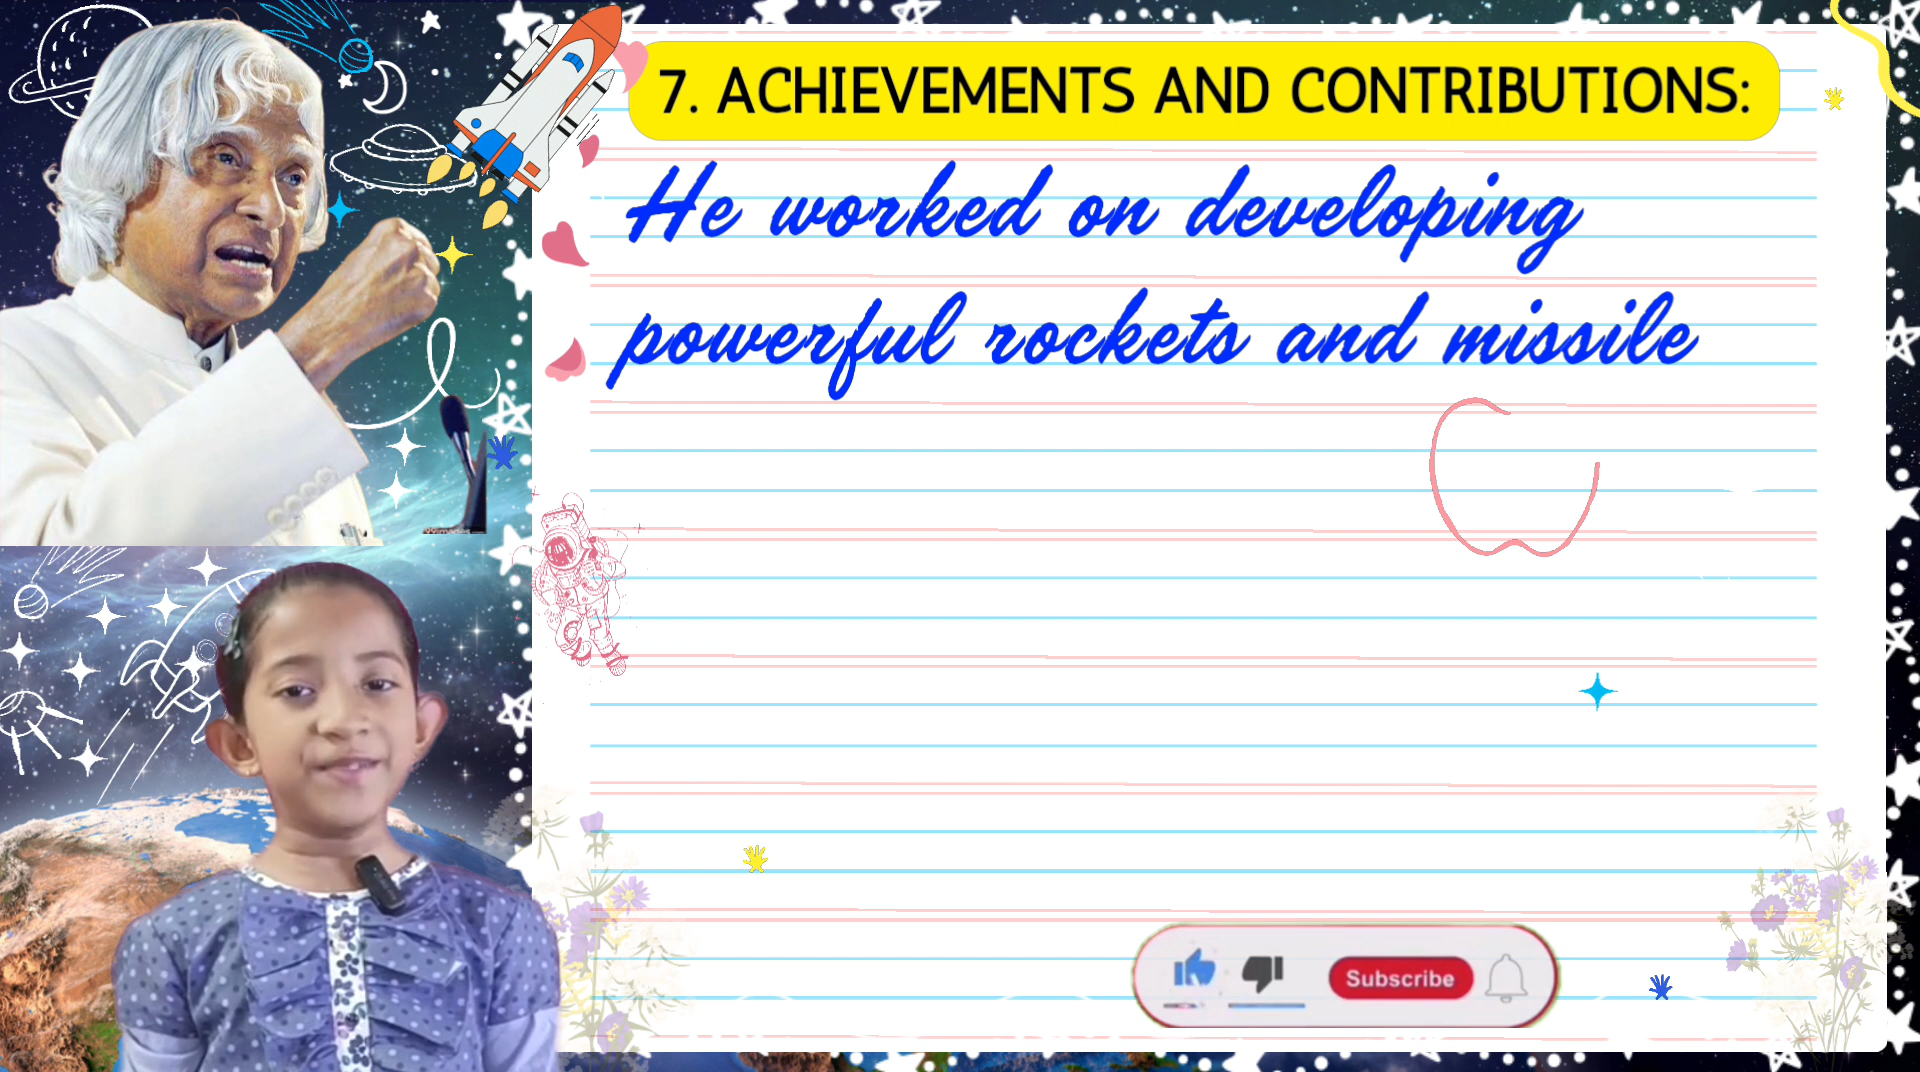 7. ACHIEVEMENTS AND CONTRIBUTIONS:
He worked on developing
powerful rockets and missile
Subscribe